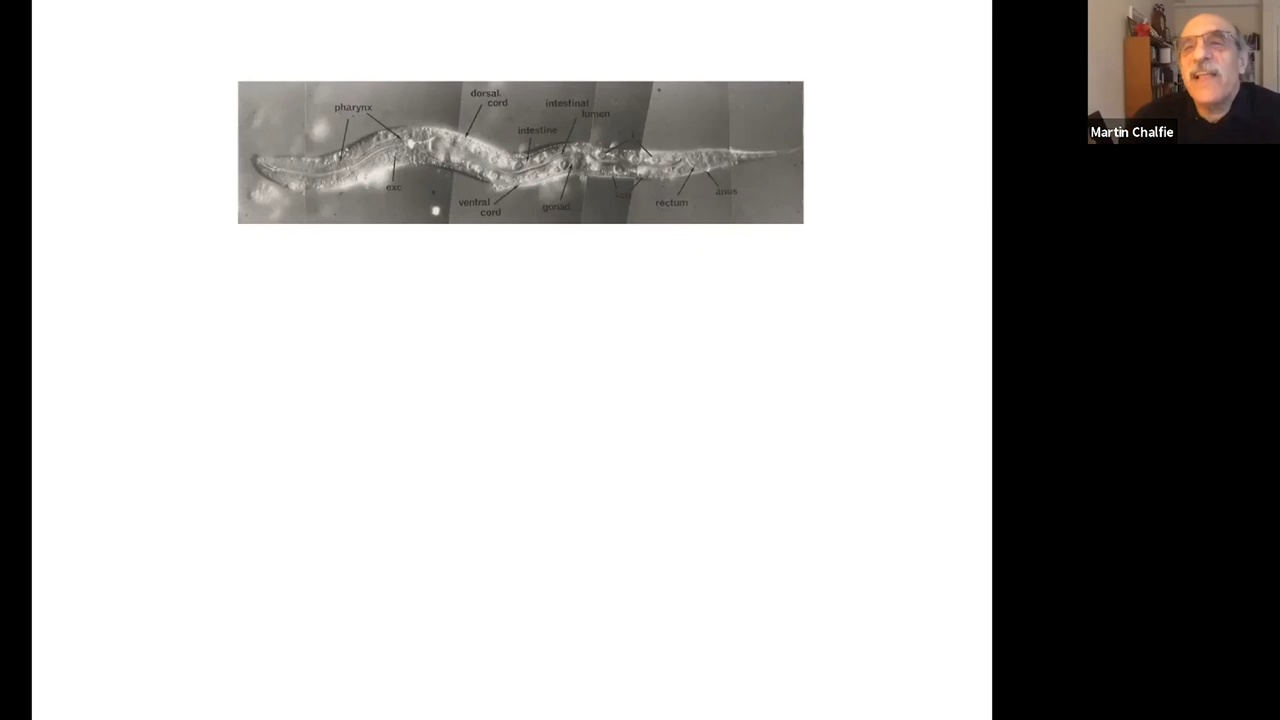 dorsal
cord
pharynx
intestinal
lumen
intestine
exc
ventral
cord
gonad
rectum
anus
Martin Chalfie